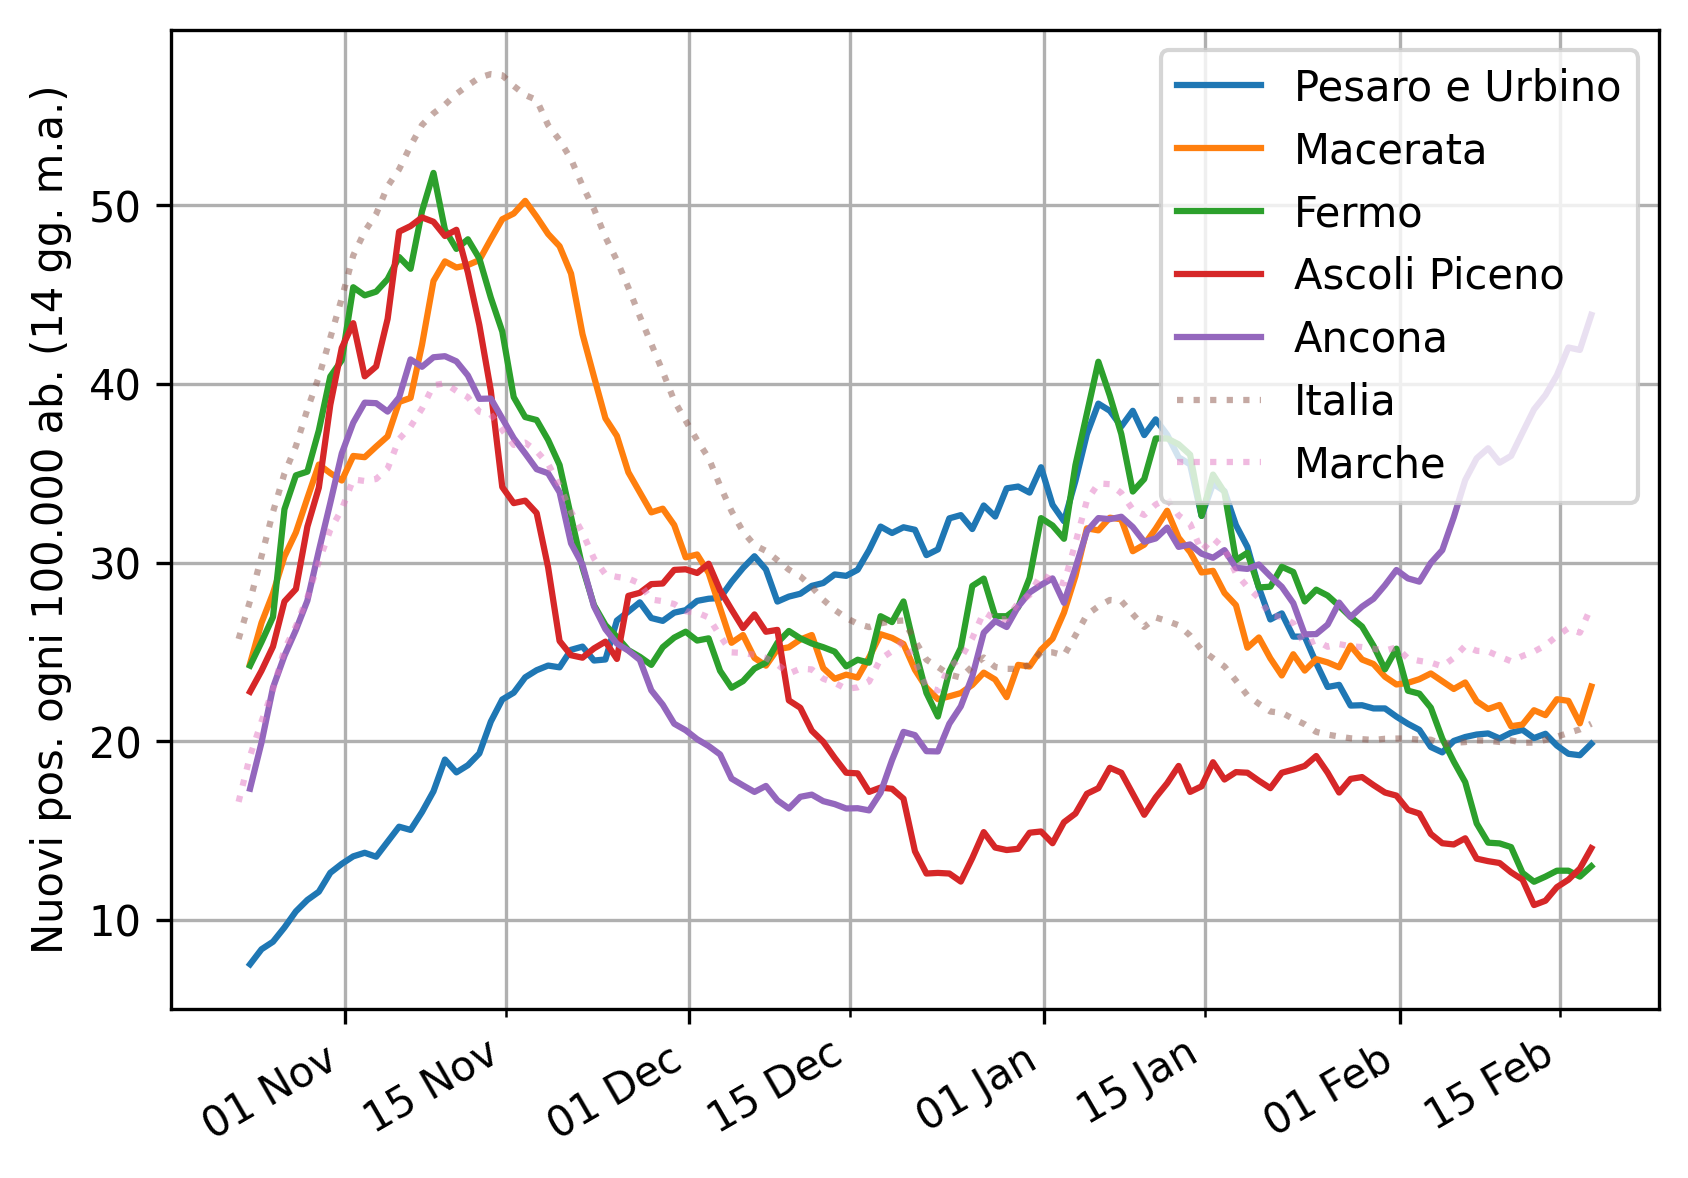 Nuovi pos. ogni 100.000 ab. (14 gg. m.a.)
50
40
30
20
10
01 Nov
15 Nov
01 Dec
15 Dec
01 Jan
15 Jan
01 Feb
15 Feb
Pesaro e Urbino
Macerata
Fermo
Ascoli Piceno
Ancona
Italia
Marche